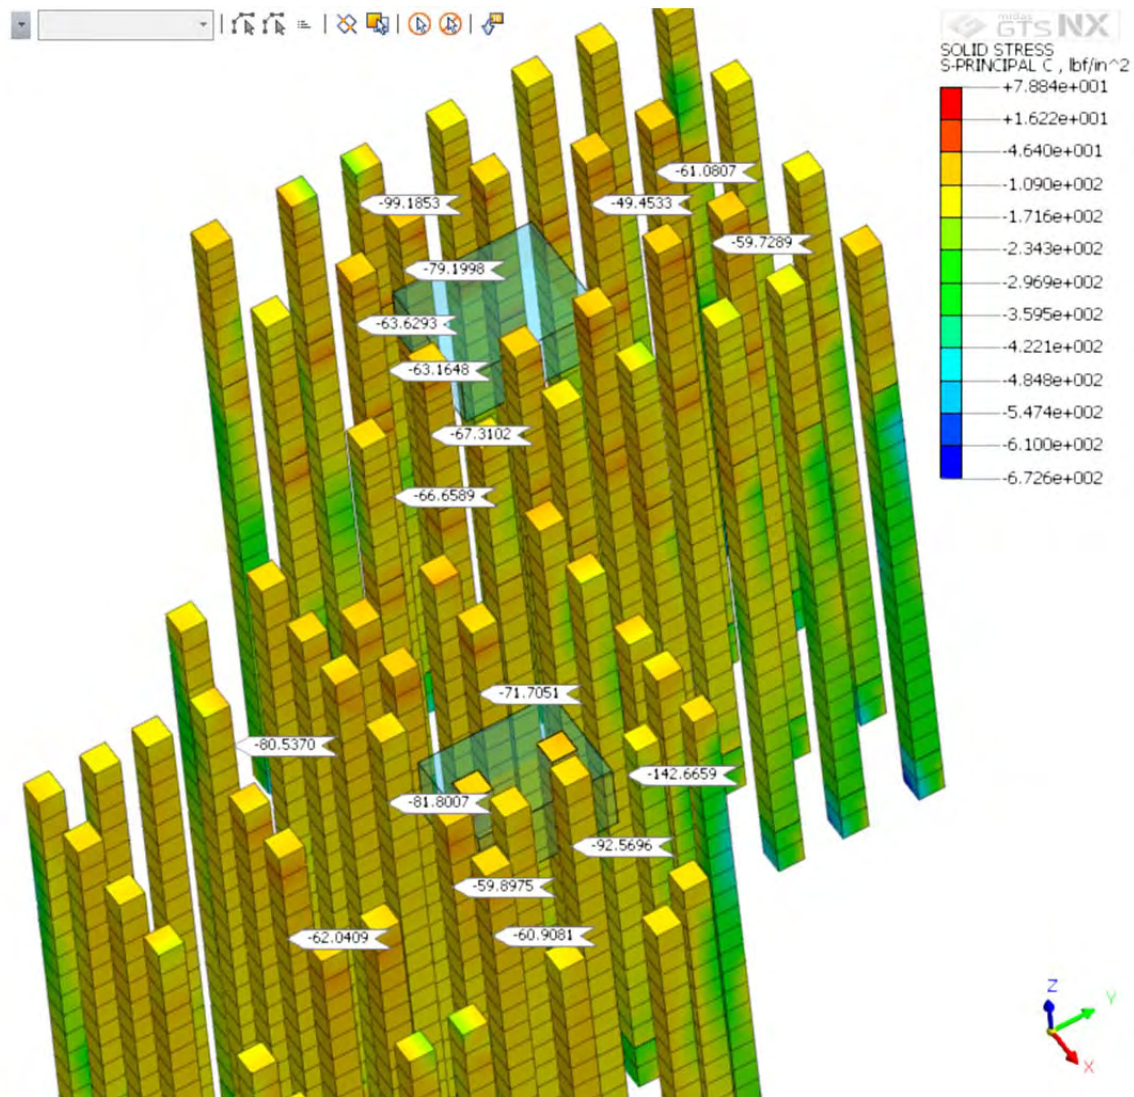 midas
GTS NX
SOLID STRESS
S-PRINCIPAL C , lbf/in^2
+7.884e+001
+1.622e+001
-4.640e+001
-1.090e+002
-1.716e+002
-2.343e+002
-2.969e+002
-3.595e+002
-4.221e+002
-4.848e+002
-5.474e+002
-6.100e+002
-6.726e+002
-61.0807
-99.1853
-49.4533
-59.7289
-79.1998
-63.6293
-63.1648
-67.3102
-66.6589
-71.7051
-80.5370
-142.6659
-81.8007
-92.5696
-59.8975
-62.0409
-60.9081
Z
Y
X